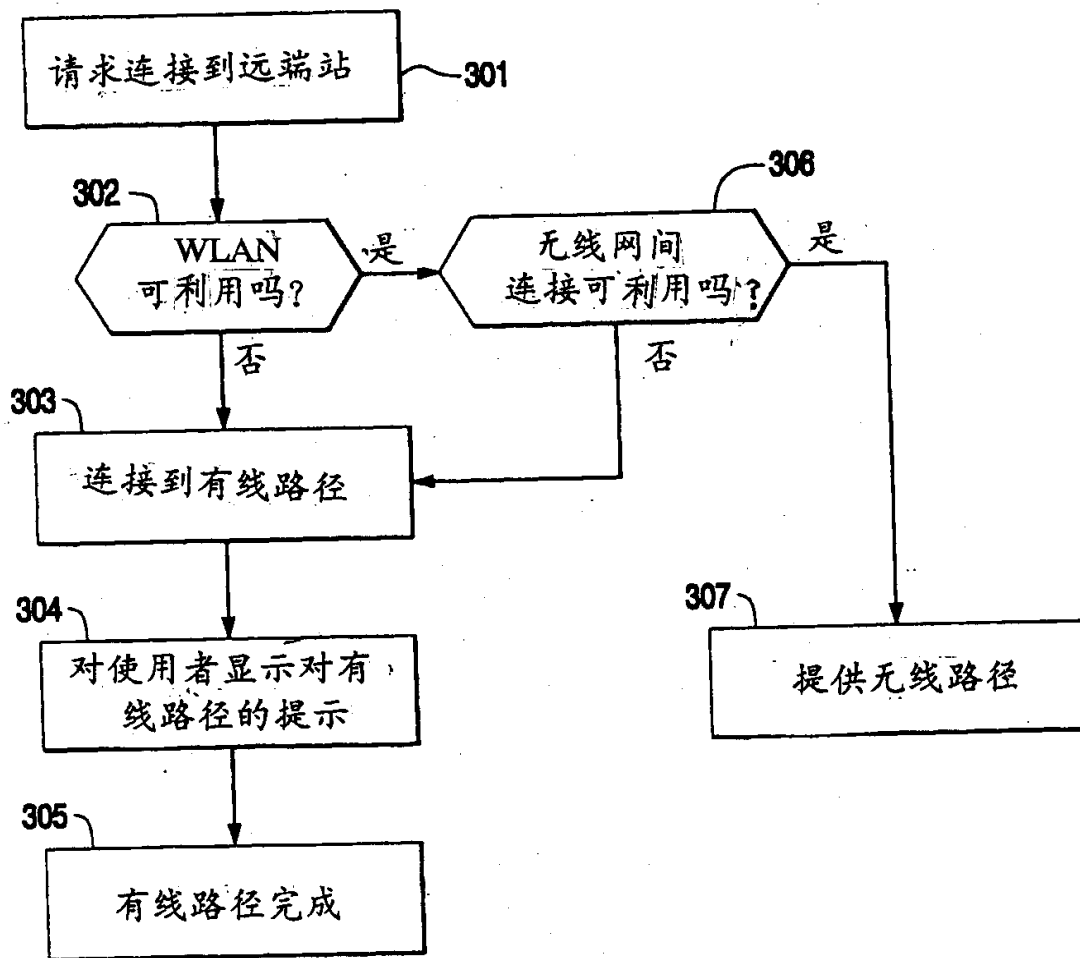 请求连接到远端站
301
302
WLAN
可利用吗?
是
否
306
无线网间
连接可利用吗?
是
否
303
连接到有线路径
304
对使用者显示对有
线路径的提示
305
有线路径完成
307
提供无线路径